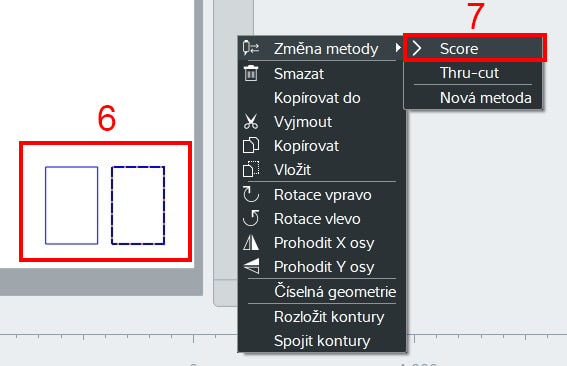 6
7
Změna metody
Score
Thru-cut
Nová metoda
Smazat
Kopírovat do
Vyjmout
Kopírovat
Vložit
Rotace vpravo
Rotace vlevo
Prohodit X osy
Prohodit Y osy
Číselná geometrie
Rozložit kontury
Spojit kontury